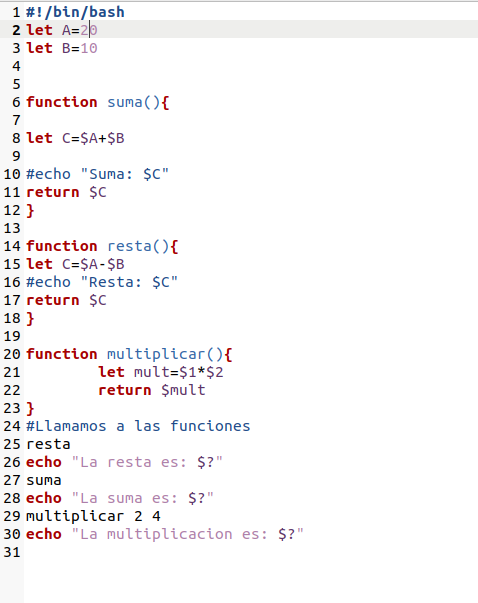 1 #!/bin/bash
2 let A=20
3 let B=10
4
5
6 function suma(){
7
8 let C=$A+$B
9
10 #echo "Suma: $C"
11 return $C
12 }
13
14 function resta(){
15 let C=$A-$B
16 #echo "Resta: $C"
17 return $C
18 }
19
20 function multiplicar(){
21         let mult=$1*$2
22         return $mult
23 }
24 #Llamamos a las funciones
25 resta
26 echo "La resta es: $?"
27 suma
28 echo "La suma es: $?"
29 multiplicar 2 4
30 echo "La multiplicacion es: $?"
31